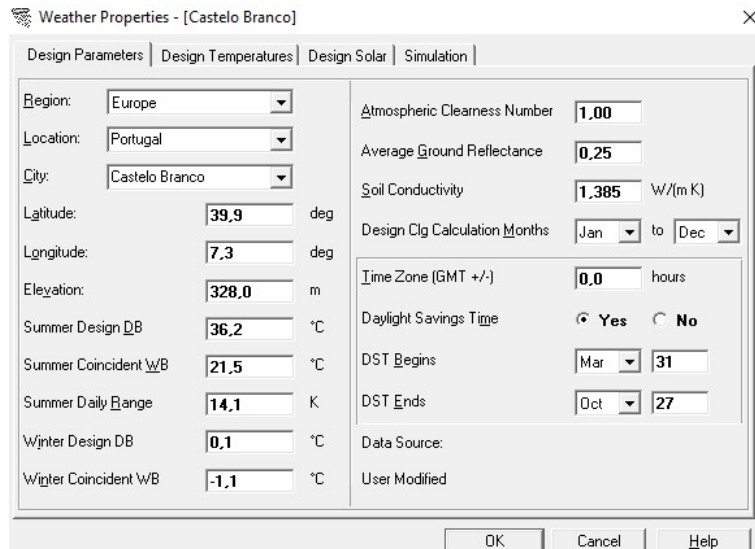 Weather Properties - [Castelo Branco]
Design Parameters Design Temperatures Design Solar Simulation
Region: Europe
Location: Portugal
City: Castelo Branco
Latitude: 39,9 deg
Longitude: 7,3 deg
Elevation: 328,0 m
Summer Design DB 36,2 °C
Summer Coincident WB 21,5 °C
Summer Daily Range 14,1 K
Winter Design DB 0,1 °C
Winter Coincident WB -1,1 °C
Atmospheric Clearness Number 1,00
Average Ground Reflectance 0,25
Soil Conductivity 1,385 W/(m K)
Design Clg Calculation Months Jan to Dec
Time Zone (GMT +/-) 0,0 hours
Daylight Savings Time Yes No
DST Begins Mar 31
DST Ends Oct 27
Data Source:
User Modified
OK Cancel Help